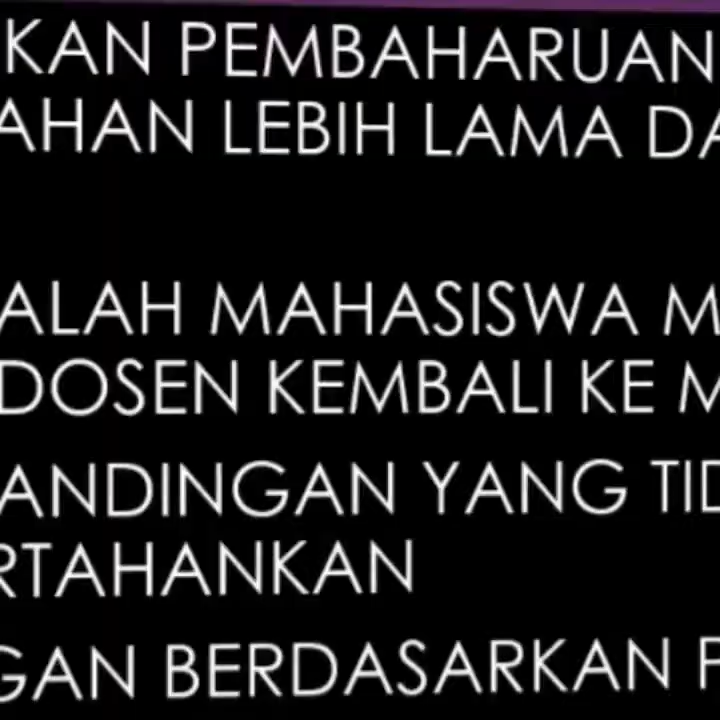 KAN PEMBAHARUAN
AHAN LEBIH LAMA DA
ALAH MAHASISWA M
DOSEN KEMBALI KE M
ANDINGAN YANG TID
RTAHANKAN
GAN BERDASARKAN P